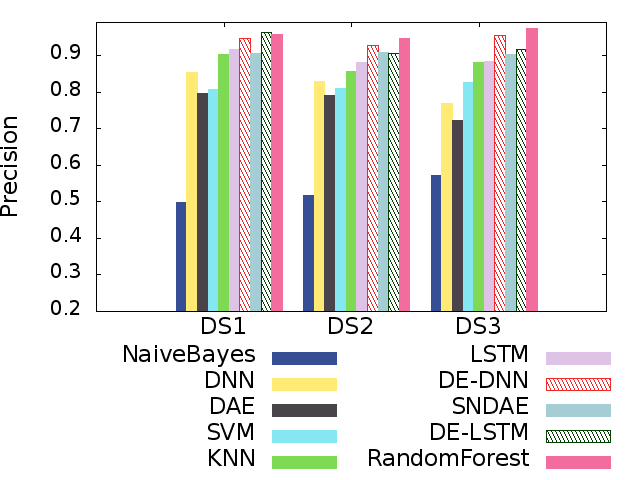 Precision
0.9
0.8
0.7
0.6
0.5
0.4
0.3
0.2
DS1 DS2 DS3
NaiveBayes LSTM
DNN DE-DNN
DAE SNDAE
SVM DE-LSTM
KNN RandomForest